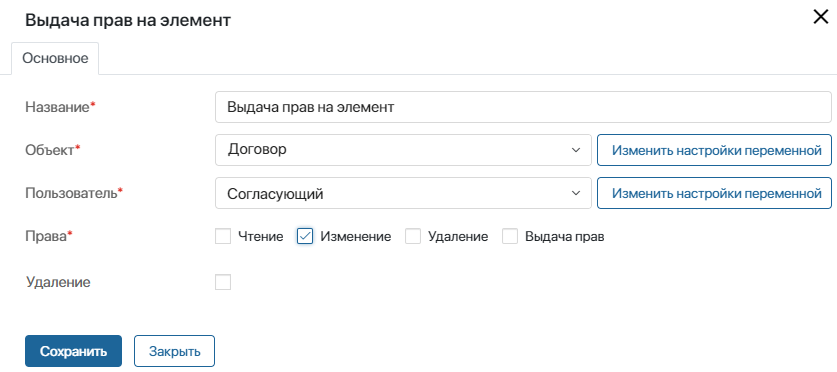 Выдача прав на элемент
Основное
Название*
Выдача прав на элемент
Объект*
Договор
Изменить настройки переменной
Пользователь*
Согласующий
Изменить настройки переменной
Права*
Чтение Изменение Удаление Выдача прав
Удаление
Сохранить Закрыть